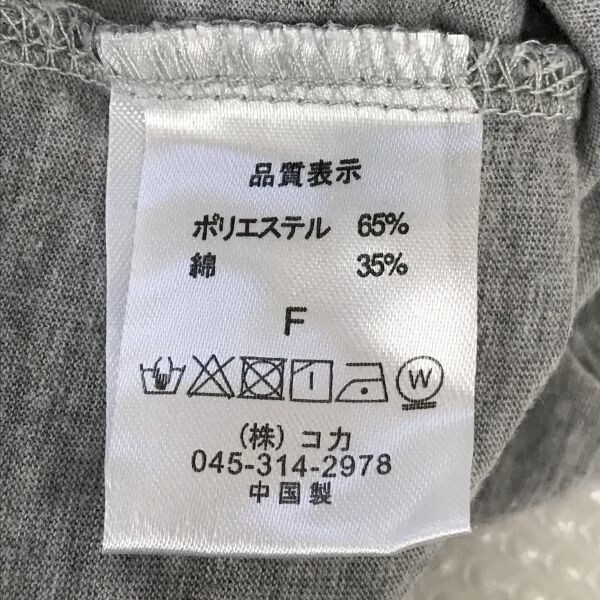 品質表示
ポリエステル 65%
綿 35%
F
W
(株) コカ
045-314-2978
中国製